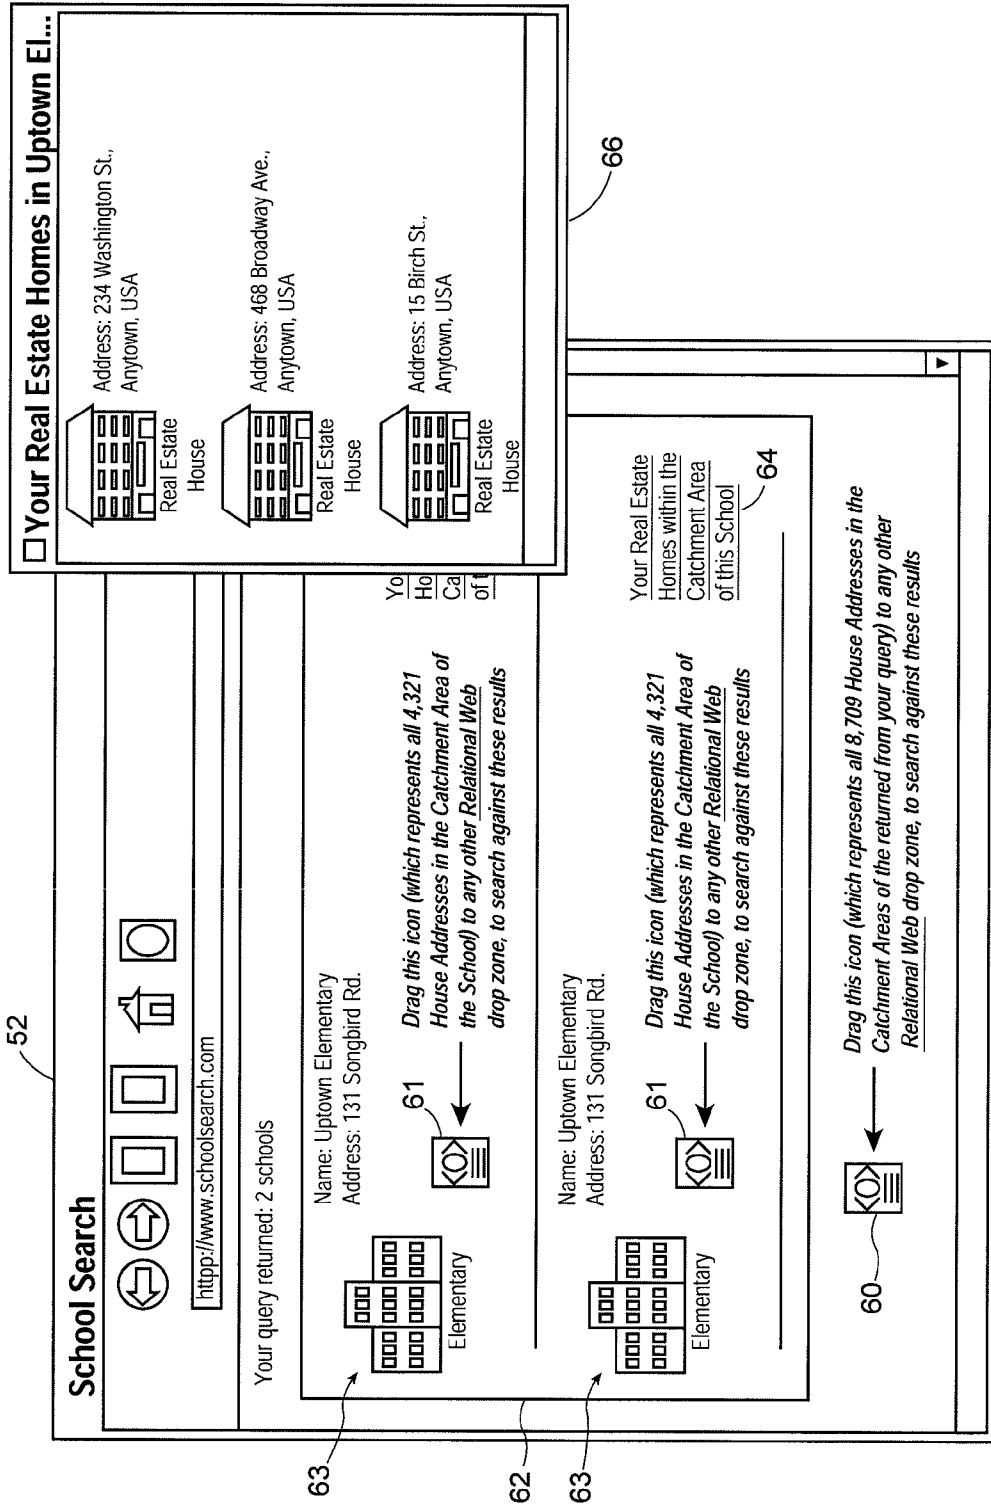 52
School Search
httpp://www.schoolsearch.com
Your query returned: 2 schools
63
Elementary
Name: Uptown Elementary
Address: 131 Songbird Rd.
61
Drag this icon (which represents all 4,321
House Addresses in the Catchment Area of
the School) to any other Relational Web
drop zone, to search against these results
Yo
Ho
Ca
of t
62
63
Elementary
Name: Uptown Elementary
Address: 131 Songbird Rd.
61
Drag this icon (which represents all 4,321
House Addresses in the Catchment Area of
the School) to any other Relational Web
drop zone, to search against these results
Your Real Estate
Homes within the
Catchment Area
of this School
64
60
Drag this icon (which represents all 8,709 House Addresses in the
Catchment Areas of the returned from your query) to any other
Relational Web drop zone, to search against these results
Your Real Estate Homes in Uptown El...
Real Estate
House
Address: 234 Washington St.,
Anytown, USA
Real Estate
House
Address: 468 Broadway Ave.,
Anytown, USA
Real Estate
House
Address: 15 Birch St.,
Anytown, USA
66